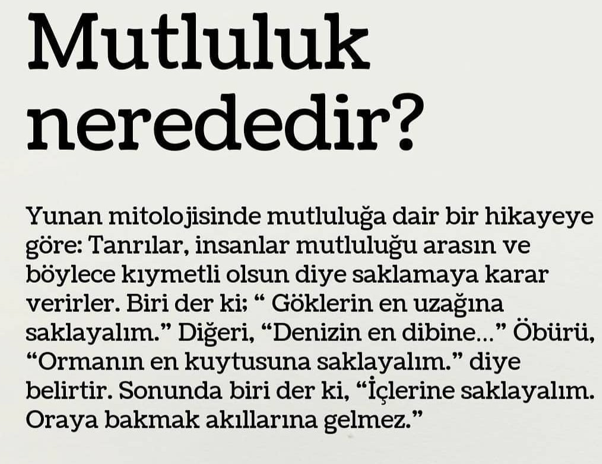 Mutluluk
nerededir?
Yunan mitolojisinde mutluluğa dair bir hikayeye
göre: Tanrılar, insanlar mutluluğu arasın ve
böylece kıymetli olsun diye saklamaya karar
verirler. Biri der ki; “ Göklerin en uzağına
saklayalım.” Diğeri, “Denizin en dibine...” Öbürü,
“Ormanın en kuytusuna saklayalım.” diye
belirtir. Sonunda biri der ki, “İçlerine saklayalım.
Oraya bakmak akıllarına gelmez.”